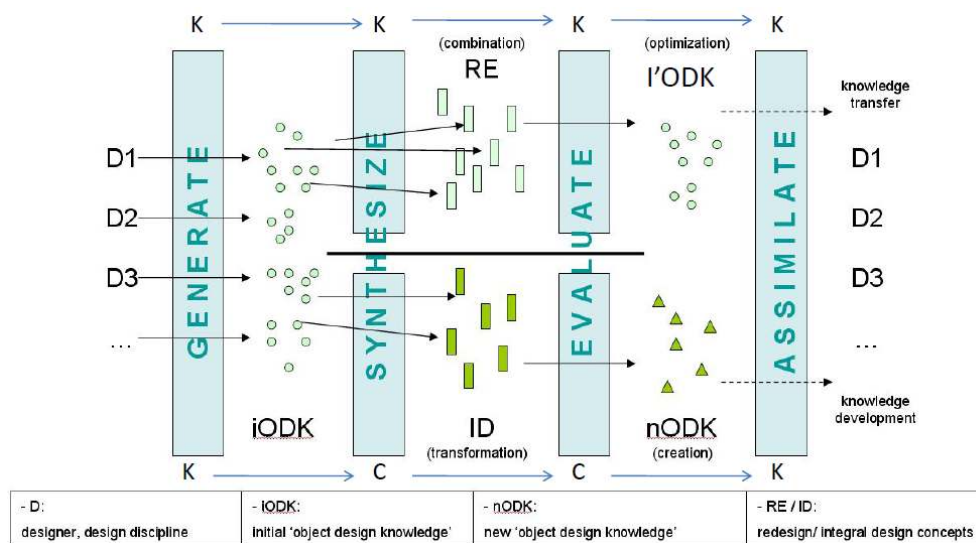 K K K K
(combination) (optimization)
RE I'ODK
knowledge
transfer
D1 D1
D2 D2
D3 D3
... ...
GENERATE
SYNTHESIZE
EVALUATE
ASSIMILATE
knowledge
development
iODK ID nODK
(transformation) (creation)
K C C K
- D:
designer, design discipline
- iODK:
initial 'object design knowledge'
- nODK:
new 'object design knowledge'
- RE / ID:
redesign/ integral design concepts